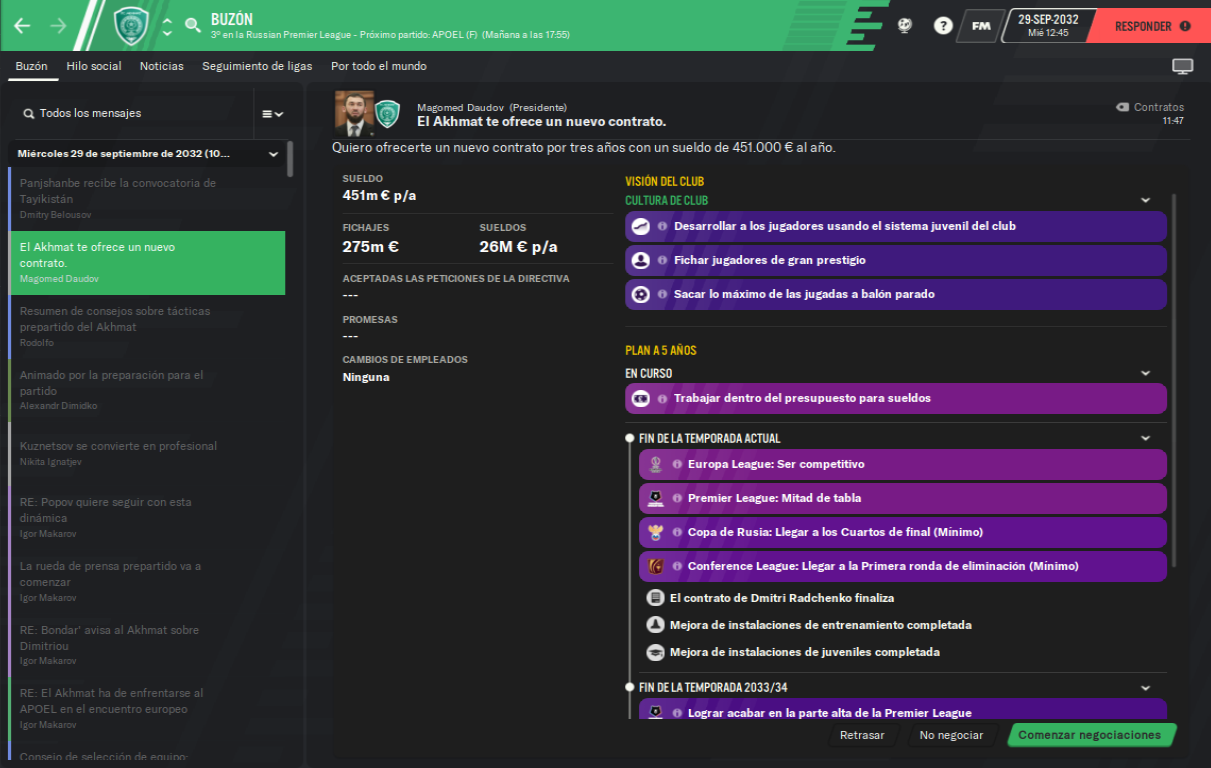 BUZÓN
3º en la Russian Premier League - Próximo partido: APOEL (F) (Mañana a las 17:55)
?
FM
29-SEP-2032
Mié 12:45
RESPONDER
Buzón
Hilo social
Noticias
Seguimiento de ligas
Por todo el mundo
Todos los mensajes
Miércoles 29 de septiembre de 2032 (10...
Panjshanbe recibe la convocatoria de
Tayikistán
Dmitry Belousov
El Akhmat te ofrece un nuevo
contrato.
Magomed Daudov
Resumen de consejos sobre tácticas
prepartido del Akhmat
Rodolfo
Animado por la preparación para el
partido
Alexandr Dimidko
Kuznetsov se convierte en profesional
Nikita Ignatjev
RE: Popov quiere seguir con esta
dinámica
Igor Makarov
La rueda de prensa prepartido va a
comenzar
Igor Makarov
RE: Bondar' avisa al Akhmat sobre
Dimitriou
Igor Makarov
RE: El Akhmat ha de enfrentarse al
APOEL en el encuentro europeo
Igor Makarov
Consejo de selección de equipo:
Magomed Daudov (Presidente)
El Akhmat te ofrece un nuevo contrato.
Contratos
11:47
Quiero ofrecerte un nuevo contrato por tres años con un sueldo de 451.000 € al año.
SUELDO
451m € p/a
FICHAJES
275m €
SUELDOS
26M € p/a
ACEPTADAS LAS PETICIONES DE LA DIRECTIVA
---
PROMESAS
---
CAMBIOS DE EMPLEADOS
Ninguna
VISIÓN DEL CLUB
CULTURA DE CLUB
Desarrollar a los jugadores usando el sistema juvenil del club
Fichar jugadores de gran prestigio
Sacar lo máximo de las jugadas a balón parado
PLAN A 5 AÑOS
EN CURSO
Trabajar dentro del presupuesto para sueldos
FIN DE LA TEMPORADA ACTUAL
Europa League: Ser competitivo
Premier League: Mitad de tabla
Copa de Rusia: Llegar a los Cuartos de final (Mínimo)
Conference League: Llegar a la Primera ronda de eliminación (Mínimo)
El contrato de Dmitri Radchenko finaliza
Mejora de instalaciones de entrenamiento completada
Mejora de instalaciones de juveniles completada
FIN DE LA TEMPORADA 2033/34
Lograr acabar en la parte alta de la Premier League
Retrasar
No negociar
Comenzar negociaciones